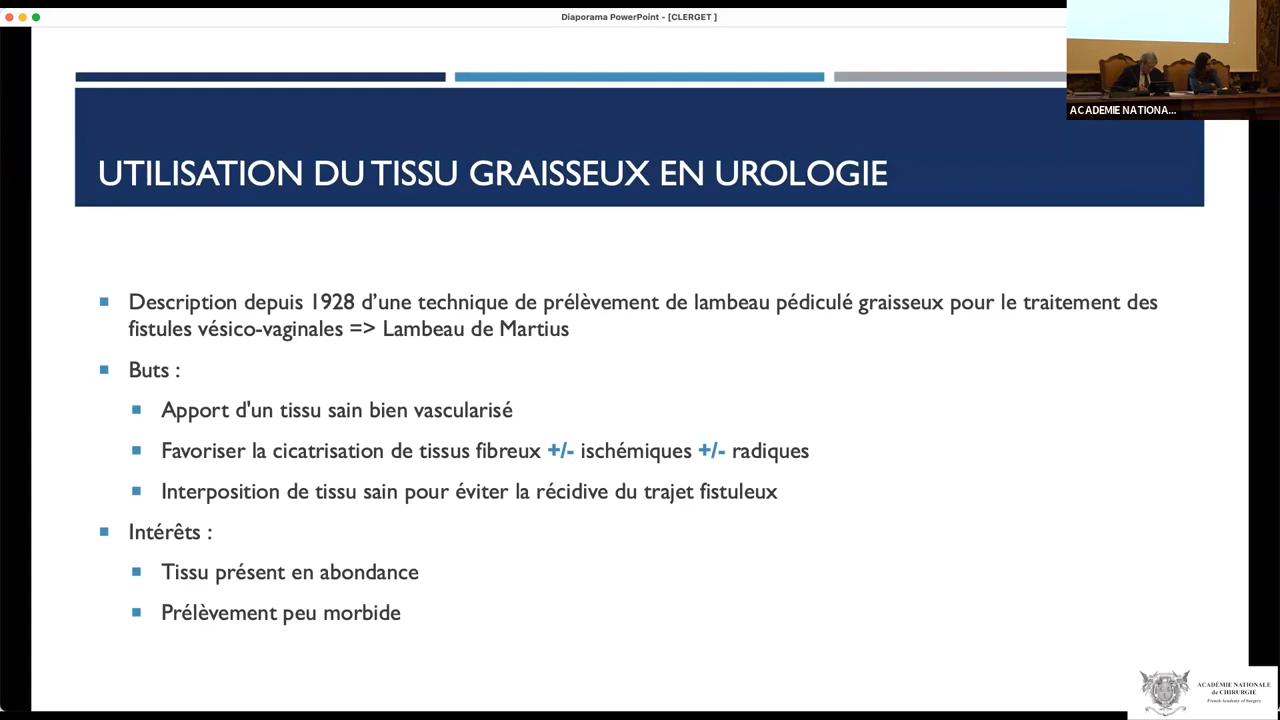 Diaporama PowerPoint - [CLERGET ]
ACADEMIE NATIONA...
UTILISATION DU TISSU GRAISSEUX EN UROLOGIE
Description depuis 1928 d'une technique de prélèvement de lambeau pédiculé graisseux pour le traitement des
fistules vésico-vaginales => Lambeau de Martius
Buts :
Apport d'un tissu sain bien vascularisé
Favoriser la cicatrisation de tissus fibreux +/- ischémiques +/- radiques
Interposition de tissu sain pour éviter la récidive du trajet fistuleux
Intérêts :
Tissu présent en abondance
Prélèvement peu morbide
ACADÉMIE NATIONALE
de CHIRURGIE
French Academy of Surgery